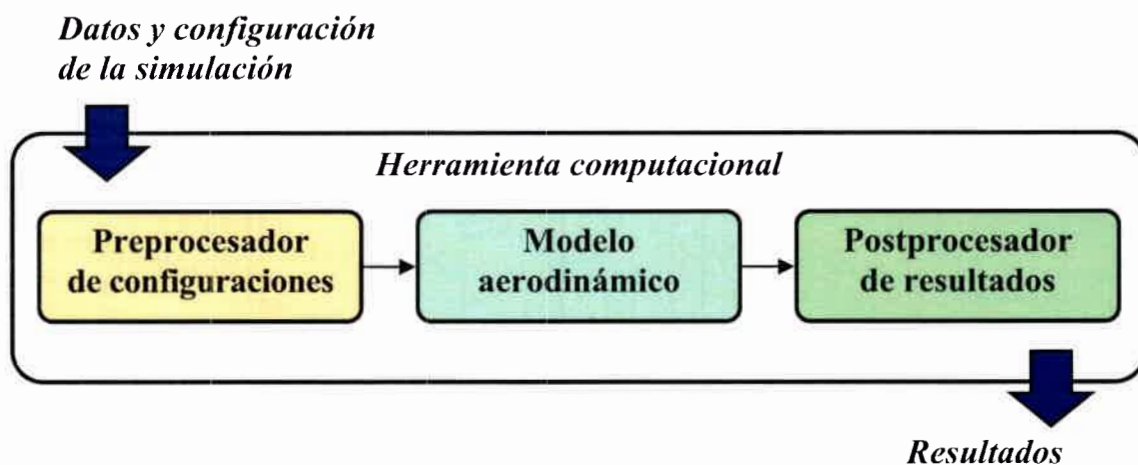 Datos y configuración
de la simulación
Herramienta computacional
Preprocesador
de configuraciones
Modelo
aerodinámico
Postprocesador
de resultados
Resultados